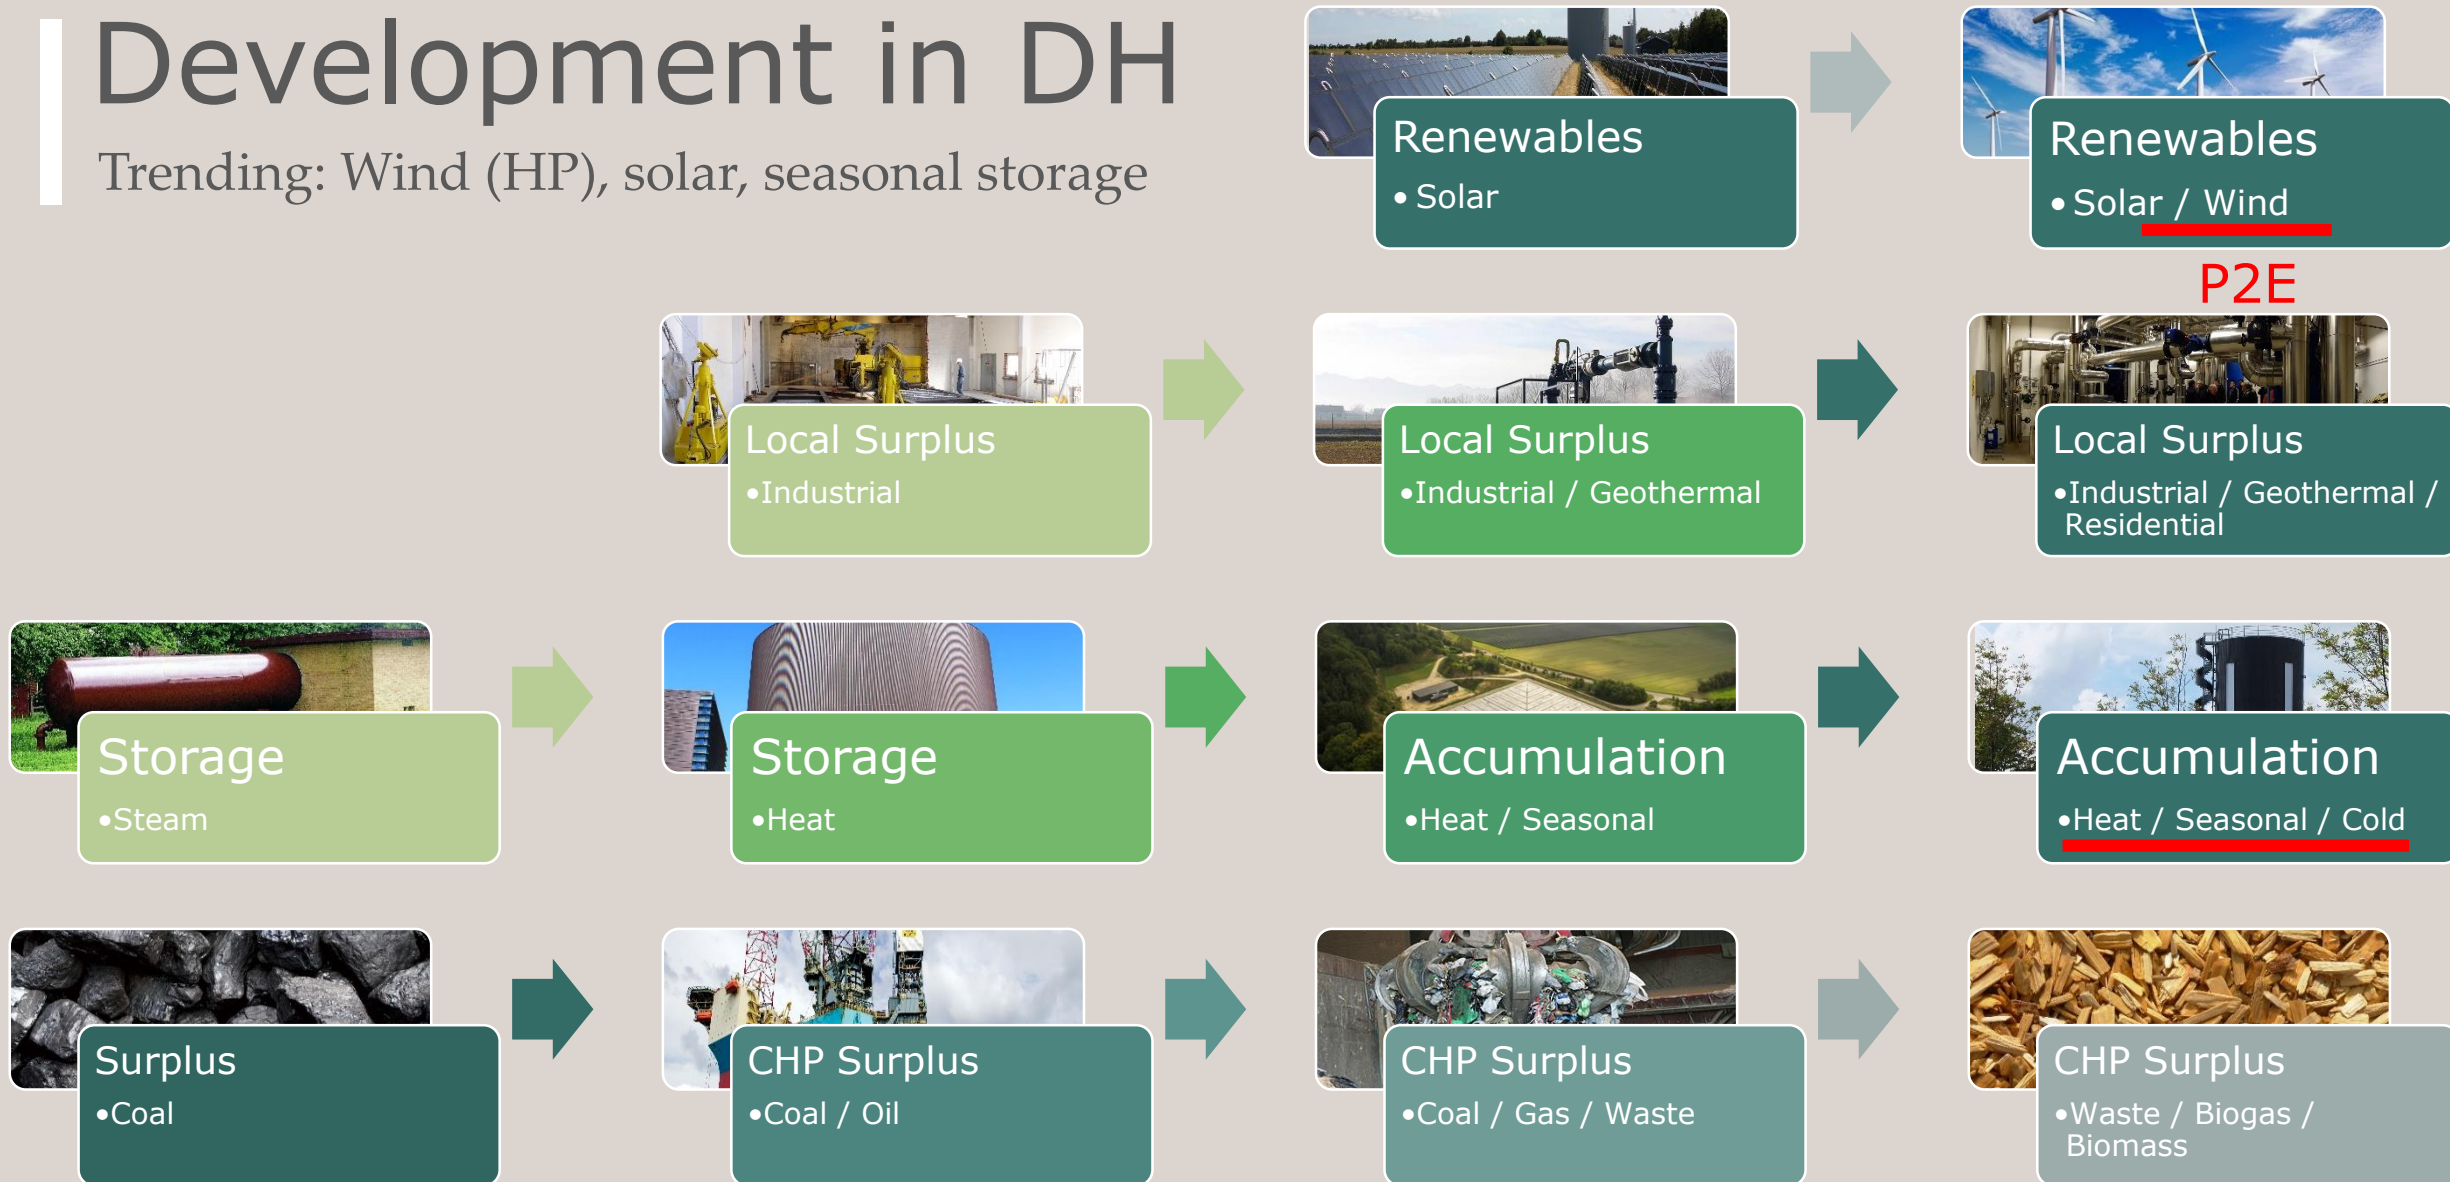 Development in DH
Trending: Wind (HP), solar, seasonal storage
Renewables
• Solar
Renewables
• Solar / Wind
P2E
Local Surplus
•Industrial
Local Surplus
•Industrial / Geothermal
Local Surplus
•Industrial / Geothermal /
Residential
Storage
•Steam
Storage
•Heat
Accumulation
•Heat / Seasonal
Accumulation
•Heat / Seasonal / Cold
Surplus
•Coal
CHP Surplus
•Coal / Oil
CHP Surplus
•Coal / Gas / Waste
CHP Surplus
•Waste / Biogas /
Biomass